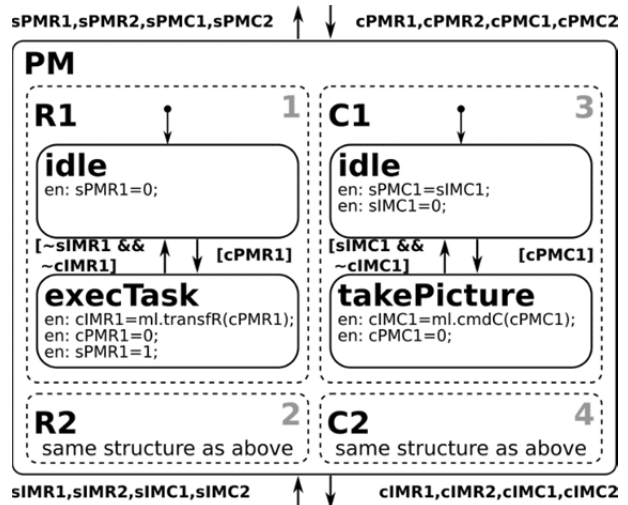 sPMR1,sPMR2,sPMC1,sPMC2
cPMR1,cPMR2,cPMC1,cPMC2
PM
R1
1
idle
en: sPMR1=0;
[~sIMR1 &&
~cIMR1]
[cPMR1]
execTask
en: cIMR1=ml.transfR(cPMR1);
en: cPMR1=0;
en: sPMR1=1;
C1
3
idle
en: sPMC1=sIMC1;
en: sIMC1=0;
[sIMC1 &&
~cIMC1]
[cPMC1]
takePicture
en: cIMC1=ml.cmdC(cPMC1);
en: cPMC1=0;
R2
2
same structure as above
C2
4
same structure as above
sIMR1,sIMR2,sIMC1,sIMC2
cIMR1,cIMR2,cIMC1,cIMC2